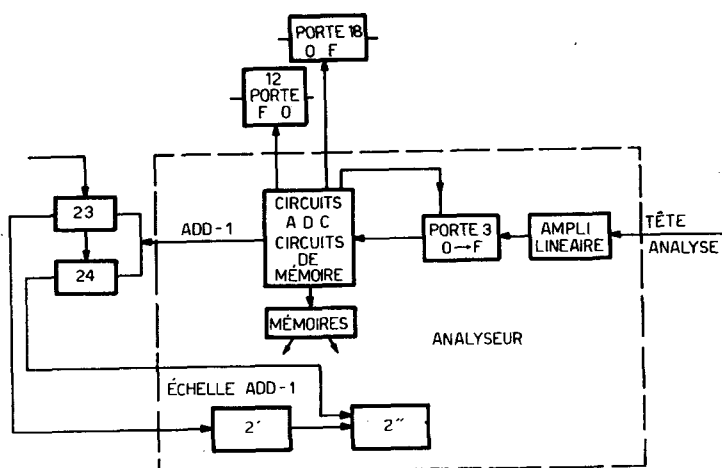 PORTE 18
O F
12
PORTE
F O
CIRCUITS
A D C
CIRCUITS
DE
MÉMOIRE
23
ADD-1
24
PORTE 3
O→F
AMPLI
LINEAIRE
TÊTE
ANALYSE
MÉMOIRES
ANALYSEUR
ÉCHELLE ADD-1
2′
2″